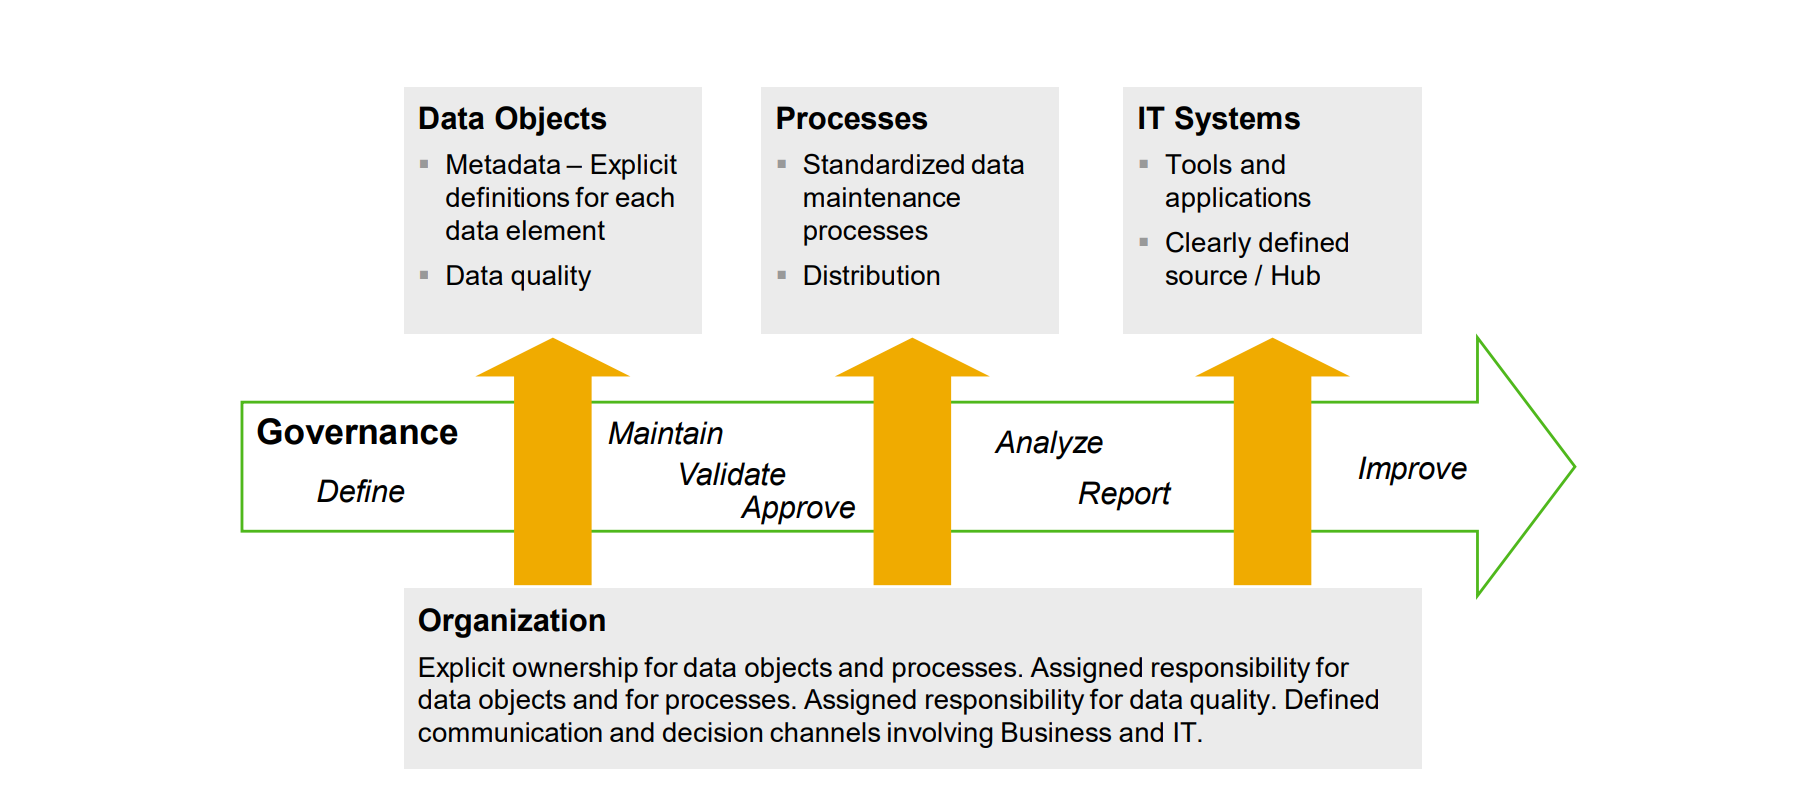 Data Objects
Metadata – Explicit
definitions for each
data element
Data quality
Processes
Standardized data
maintenance
processes
Distribution
IT Systems
Tools and
applications
Clearly defined
source / Hub
Governance
Define
Maintain
Validate
Approve
Analyze
Report
Improve
Organization
Explicit ownership for data objects and processes. Assigned responsibility for
data objects and for processes. Assigned responsibility for data quality. Defined
communication and decision channels involving Business and IT.